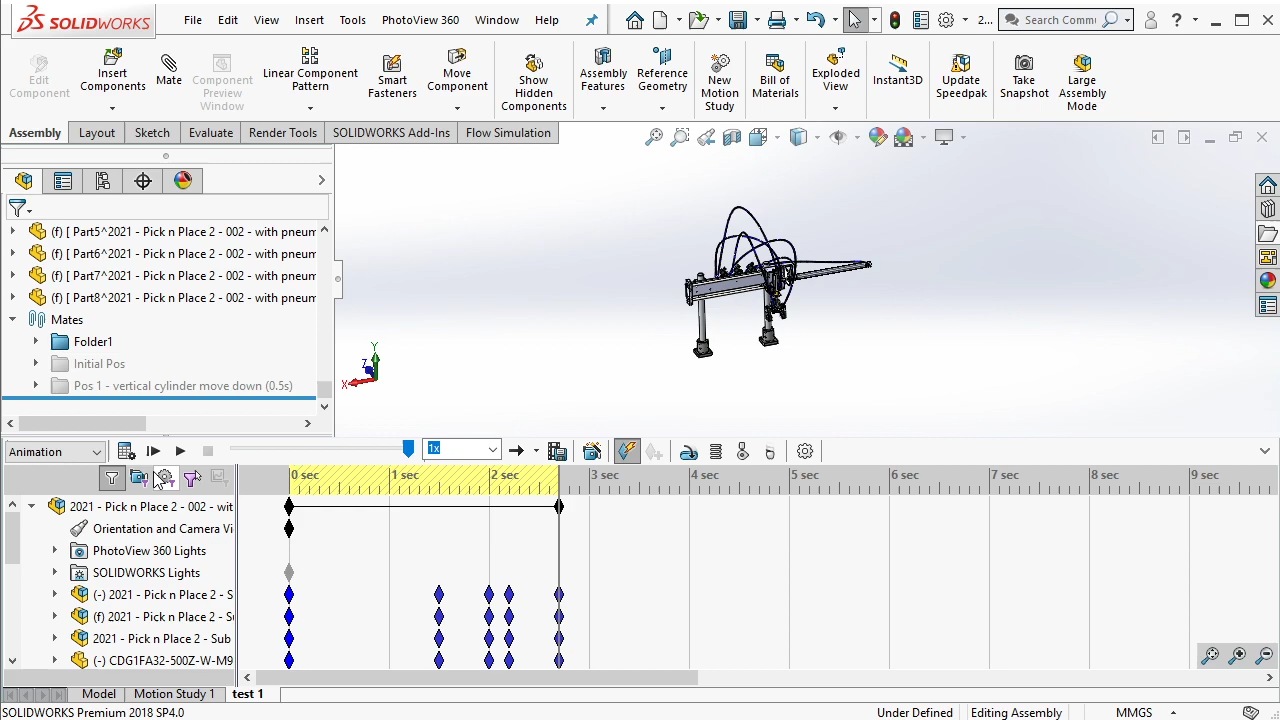 SOLIDWORKS
File Edit View Insert Tools PhotoView 360 Window Help
2...
Search Commu
Edit Component
Insert Components
Mate
Component Preview Window
Linear Component Pattern
Smart Fasteners
Move Component
Show Hidden Components
Assembly Features
Reference Geometry
New Motion Study
Bill of Materials
Exploded View
Instant3D
Update Speedpak
Take Snapshot
Large Assembly Mode
Assembly Layout Sketch Evaluate Render Tools SOLIDWORKS Add-Ins Flow Simulation
(f) [ Part5^2021 - Pick n Place 2 - 002 - with pneum
(f) [ Part6^2021 - Pick n Place 2 - 002 - with pneum
(f) [ Part7^2021 - Pick n Place 2 - 002 - with pneum
(f) [ Part8^2021 - Pick n Place 2 - 002 - with pneum
Mates
Folder1
Initial Pos
Pos 1 - vertical cylinder move down (0.5s)
Y
Z
X
Animation
1x
0 sec 1 sec 2 sec 3 sec 4 sec 5 sec 6 sec 7 sec 8 sec 9 sec
2021 - Pick n Place 2 - 002 - wit
Orientation and Camera Vi
PhotoView 360 Lights
SOLIDWORKS Lights
(-) 2021 - Pick n Place 2 - S
(f) 2021 - Pick n Place 2 - Su
2021 - Pick n Place 2 - Sub
(-) CDG1FA32-500Z-W-M9
Model Motion Study 1 test 1
SOLIDWORKS Premium 2018 SP4.0
Under Defined Editing Assembly MMGS